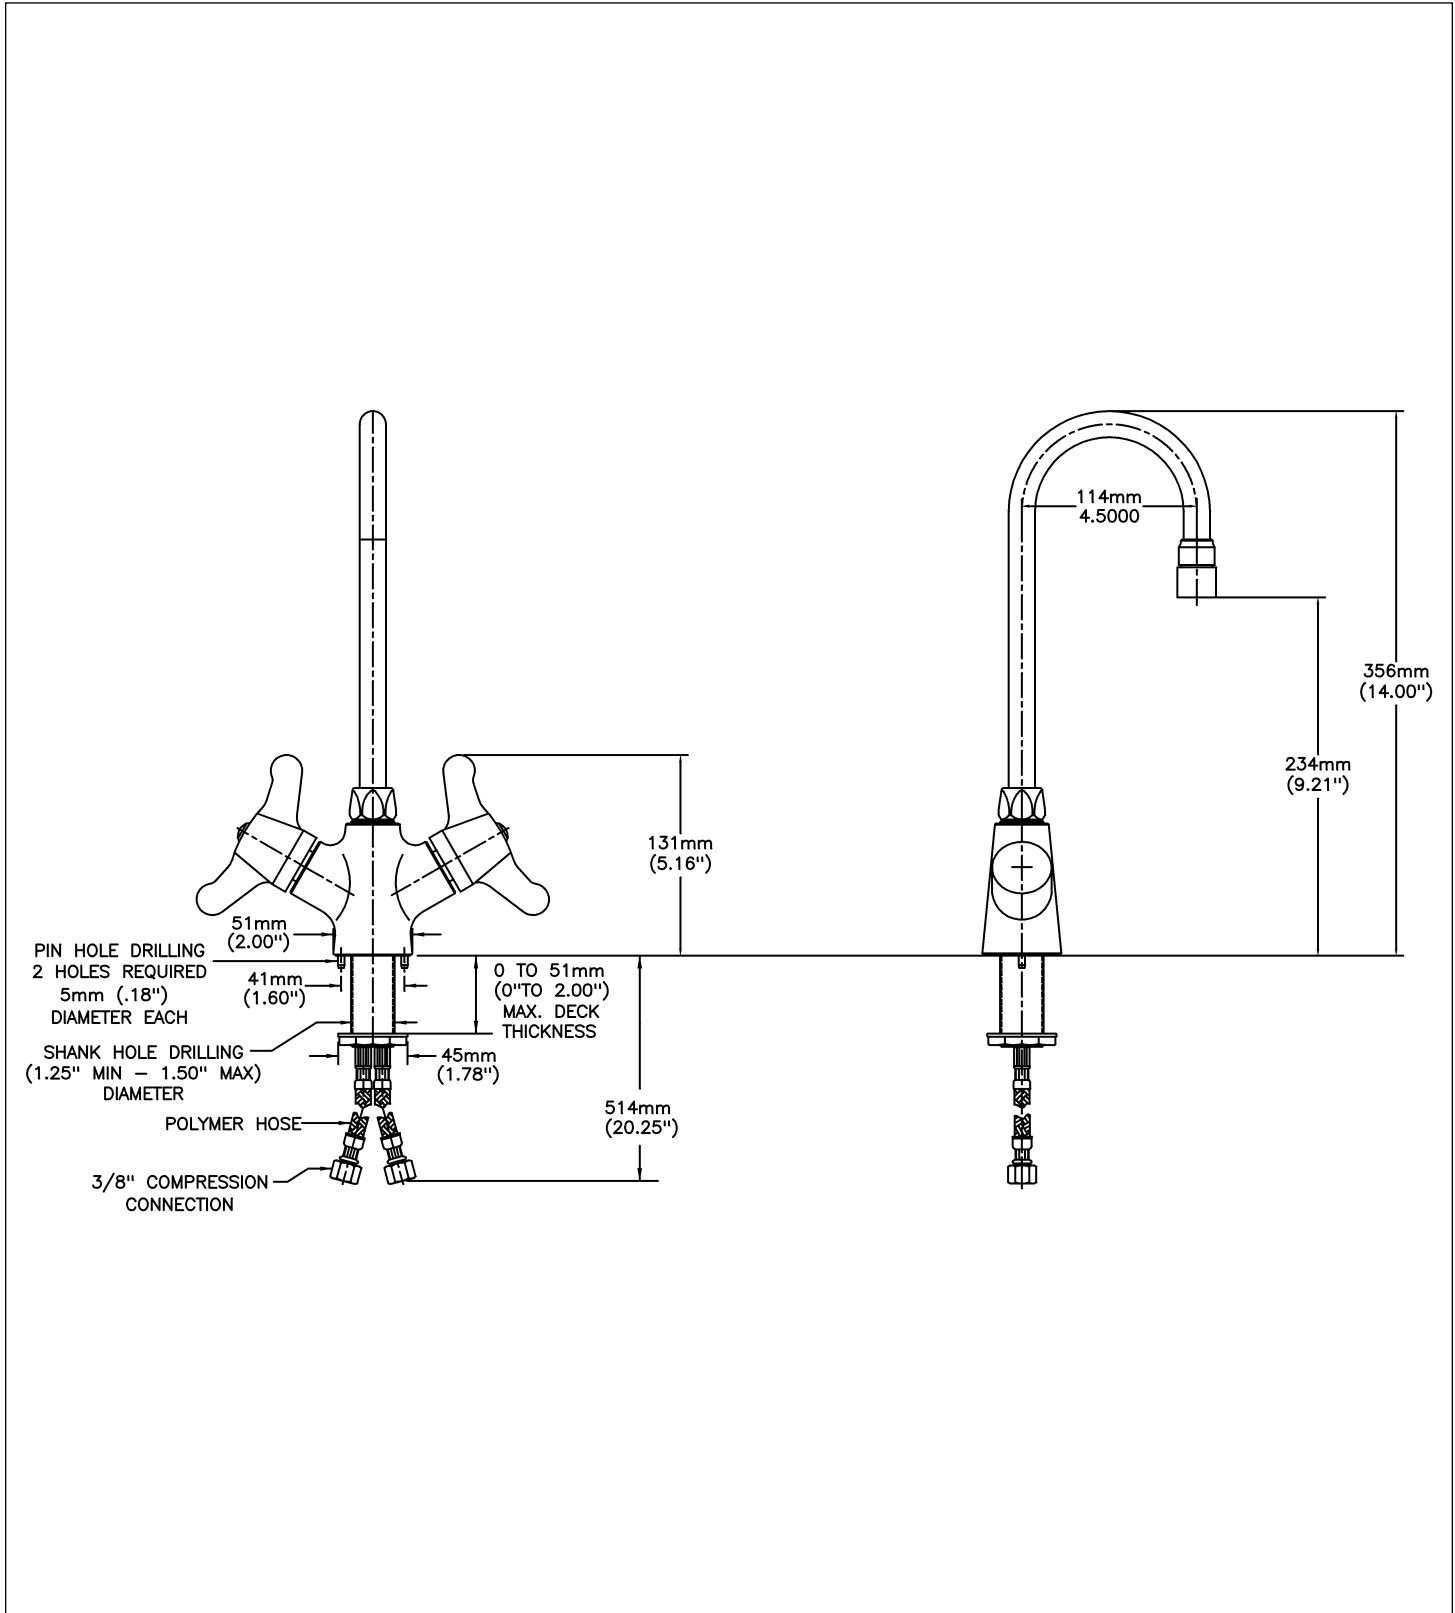 114mm
4.5000
356mm
(14.00")
234mm
(9.21")
131mm
(5.16")
51mm
(2.00")
PIN HOLE DRILLING
2 HOLES REQUIRED
5mm (.18")
DIAMETER EACH
41mm
(1.60")
0 TO 51mm
(0"TO 2.00")
MAX. DECK
THICKNESS
SHANK HOLE DRILLING
(1.25" MIN – 1.50" MAX)
DIAMETER
45mm
(1.78")
514mm
(20.25")
POLYMER HOSE
3/8" COMPRESSION
CONNECTION